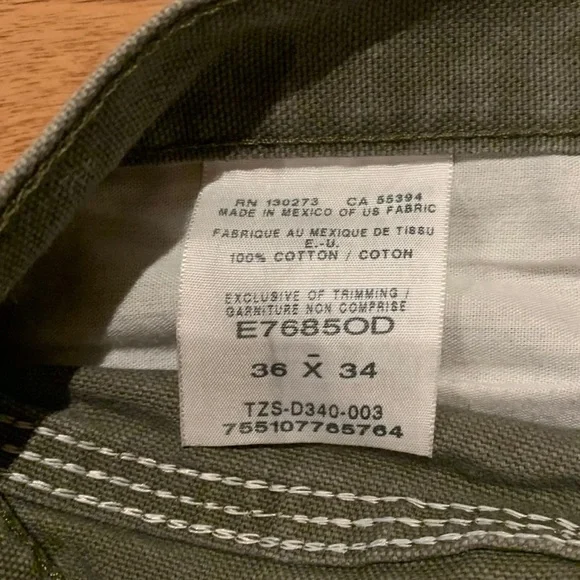 RN 130273 CA 55394
MADE IN MEXICO OF US FABRIC
FABRIQUE AU MEXIQUE DE TISSU
E.-U.
100% COTTON / COTON
EXCLUSIVE OF TRIMMING /
GARNITURE NON COMPRISE
E7685OD
-
36 X 34
TZS-D340-003
755107765764